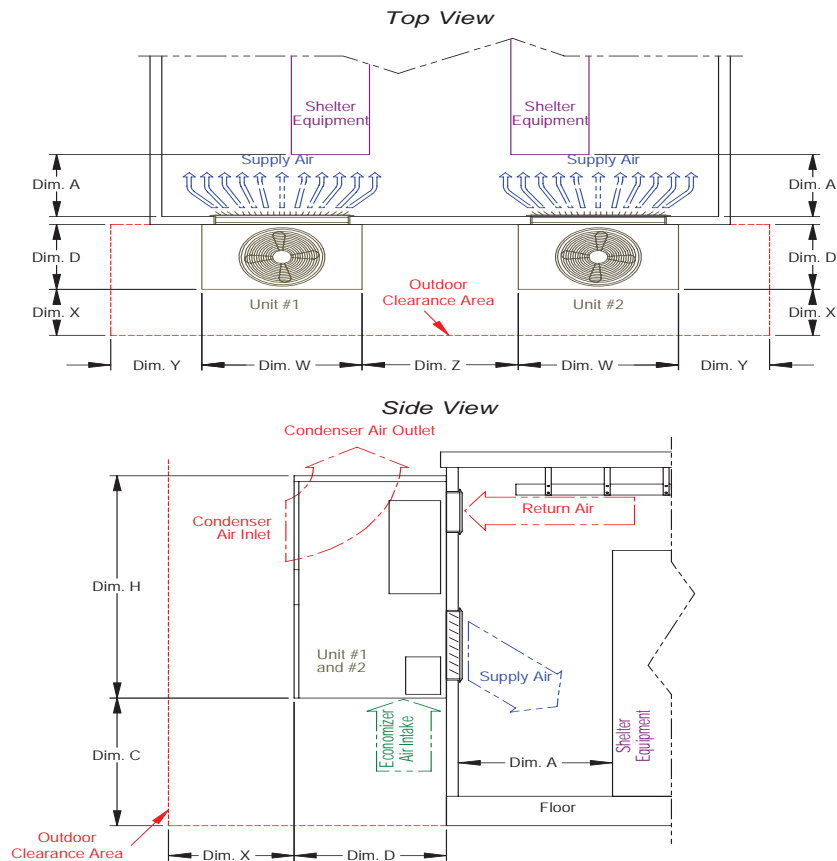 Top View
Shelter
Equipment
Shelter
Equipment
Supply Air
Supply Air
Dim. A
Dim. A
Dim. D
Dim. D
Dim. X
Dim. X
Unit #1
Outdoor
Clearance Area
Unit #2
Dim. Y
Dim. W
Dim. Z
Dim. W
Dim. Y
Side View
Condenser Air Outlet
Condenser
Air Inlet
Return Air
Dim. H
Unit #1
and #2
Supply Air
Economizer
Air Intake
Shelter
Equipment
Dim. C
Dim. A
Floor
Outdoor
Clearance Area
Dim. X
Dim. D